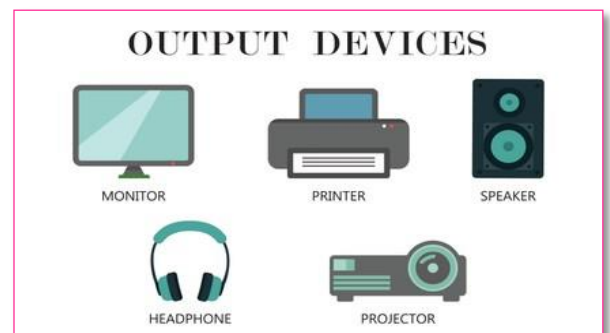 OUTPUT DEVICES
MONITOR
PRINTER
SPEAKER
HEADPHONE
PROJECTOR